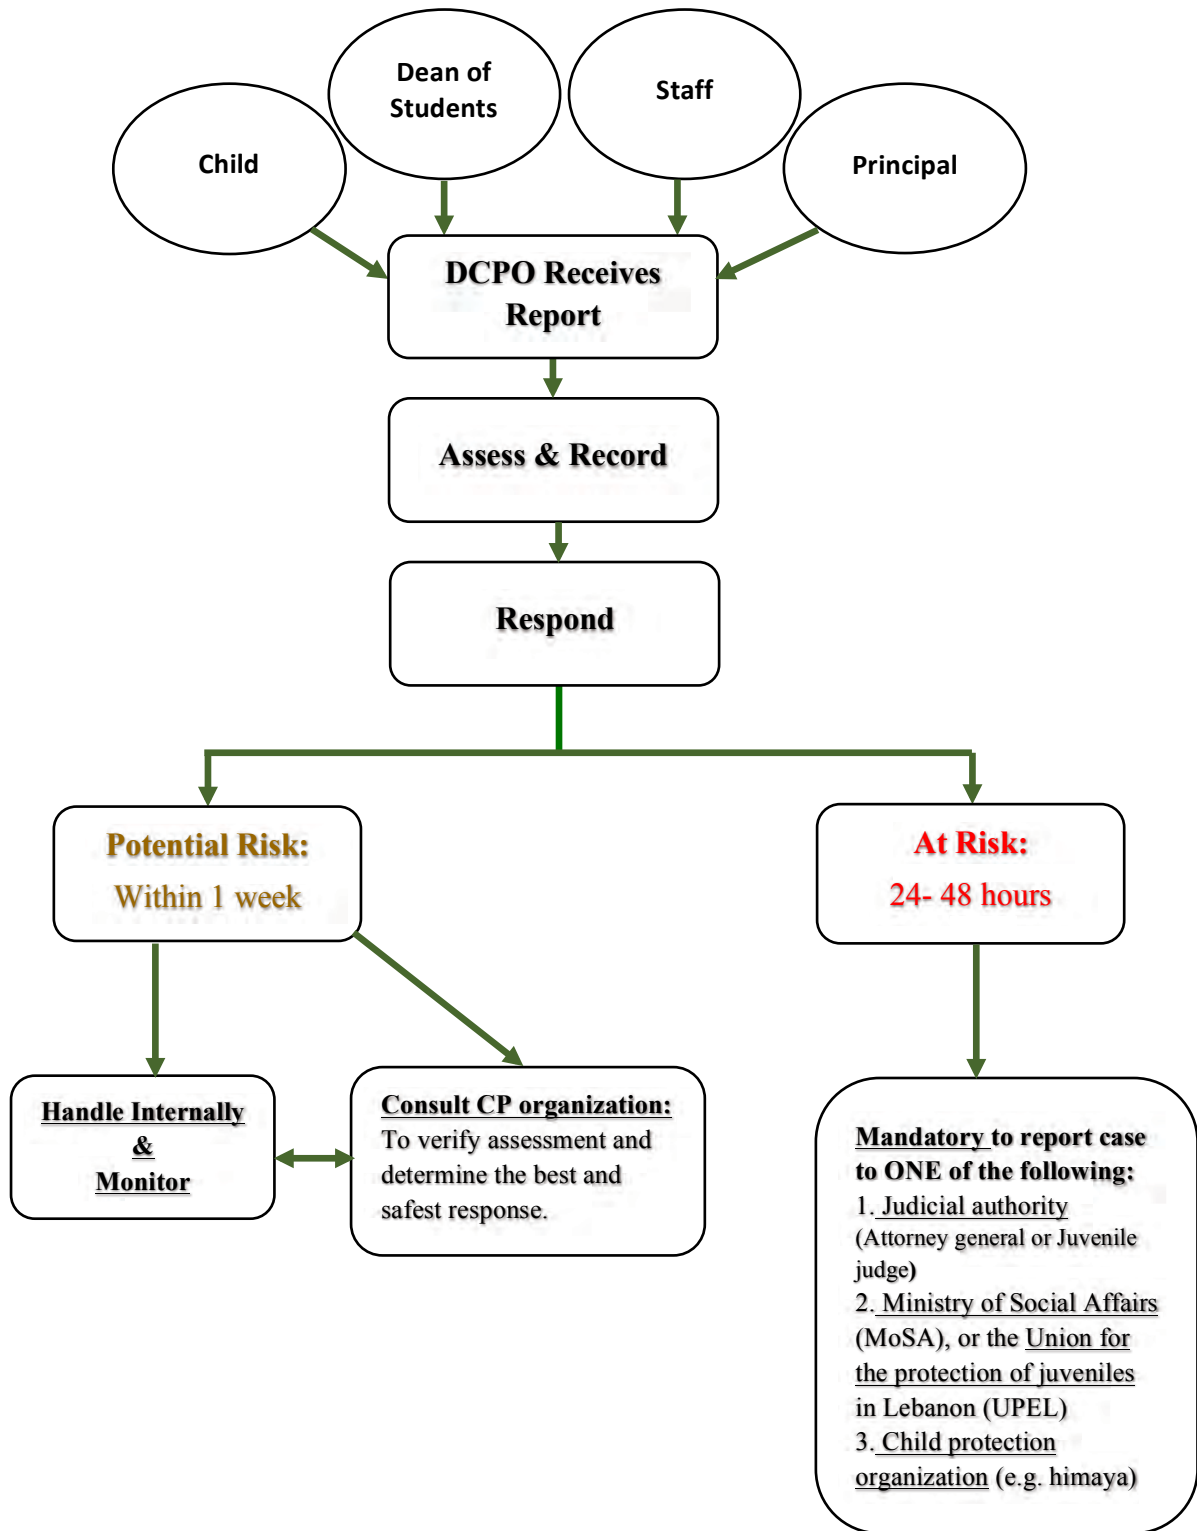 Dean of
Students
Staff
Child
Principal
DCPO Receives
Report
Assess & Record
Respond
Potential Risk:
Within 1 week
At Risk:
24- 48 hours
Handle Internally
&
Monitor
Consult CP organization:
To verify assessment and
determine the best and
safest response.
Mandatory to report case
to ONE of the following:
1. Judicial authority
(Attorney general or Juvenile
judge)
2. Ministry of Social Affairs
(MoSA), or the Union for
the protection of juveniles
in Lebanon (UPEL)
3. Child protection
organization (e.g. himaya)